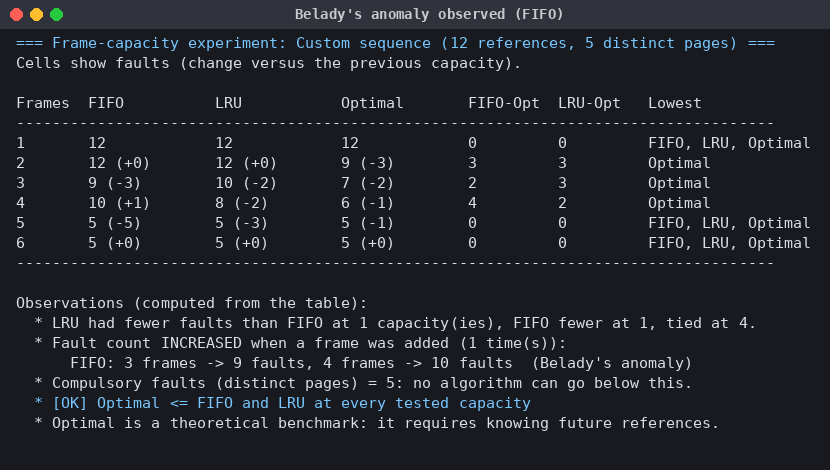 Belady's anomaly observed (FIFO)
=== Frame-capacity experiment: Custom sequence (12 references, 5 distinct pages) ===
Cells show faults (change versus the previous capacity).
Frames  FIFO          LRU           Optimal       FIFO-Opt  LRU-Opt   Lowest
------------------------------------------------------------------------------------
1       12            12            12            0         0         FIFO, LRU, Optimal
2       12 (+0)       12 (+0)       9 (-3)        3         3         Optimal
3       9 (-3)        10 (-2)       7 (-2)        2         3         Optimal
4       10 (+1)       8 (-2)        6 (-1)        4         2         Optimal
5       5 (-5)        5 (-3)        5 (-1)        0         0         FIFO, LRU, Optimal
6       5 (+0)        5 (+0)        5 (+0)        0         0         FIFO, LRU, Optimal
------------------------------------------------------------------------------------
Observations (computed from the table):
  * LRU had fewer faults than FIFO at 1 capacity(ies), FIFO fewer at 1, tied at 4.
  * Fault count INCREASED when a frame was added (1 time(s)):
      FIFO: 3 frames -> 9 faults, 4 frames -> 10 faults  (Belady's anomaly)
  * Compulsory faults (distinct pages) = 5: no algorithm can go below this.
  * [OK] Optimal <= FIFO and LRU at every tested capacity
  * Optimal is a theoretical benchmark: it requires knowing future references.